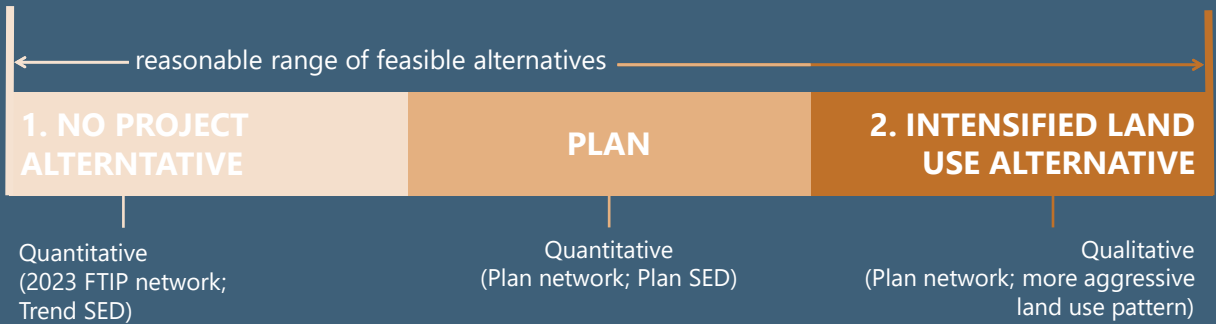 reasonable range of feasible alternatives
1. NO PROJECT
ALTERNTATIVE
PLAN
2. INTENSIFIED LAND
USE ALTERNATIVE
Quantitative
(2023 FTIP network;
Trend SED)
Quantitative
(Plan network; Plan SED)
Qualitative
(Plan network; more aggressive
land use pattern)